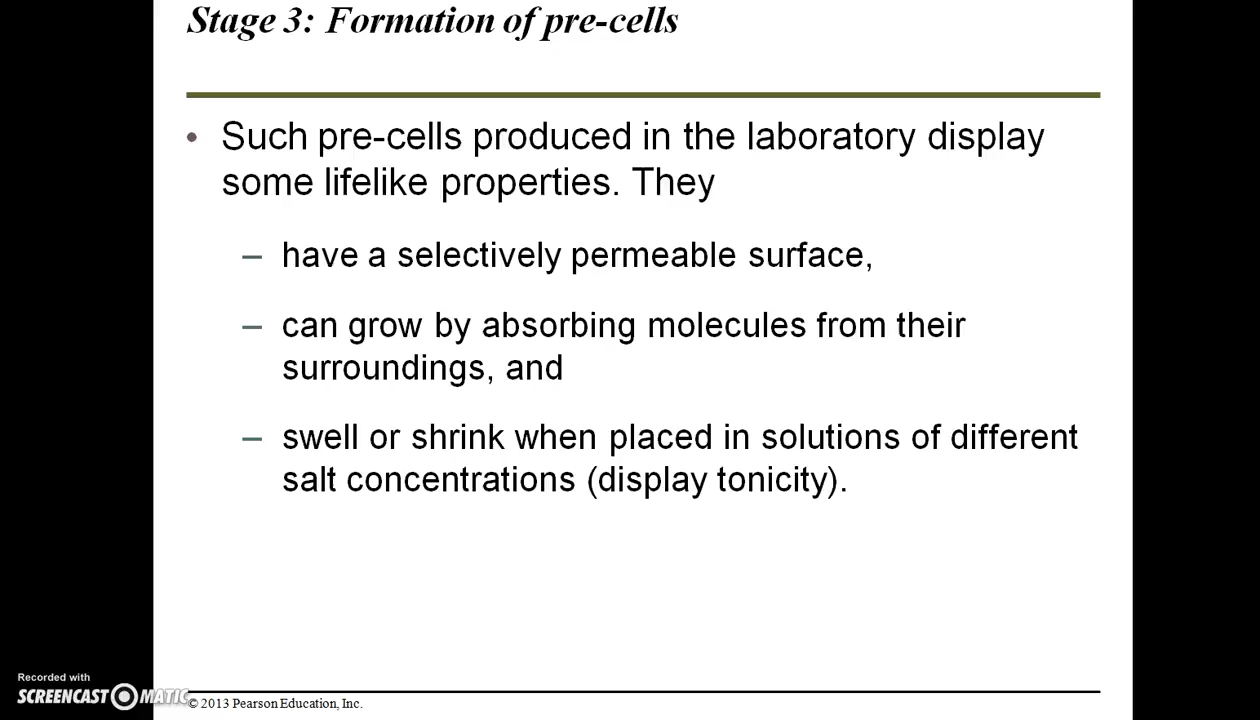 Stage 3: Formation of pre-cells
• Such pre-cells produced in the laboratory display
some lifelike properties. They
– have a selectively permeable surface,
– can grow by absorbing molecules from their
surroundings, and
– swell or shrink when placed in solutions of different
salt concentrations (display tonicity).
Recorded with
SCREENCAST MATIC
© 2013 Pearson Education, Inc.